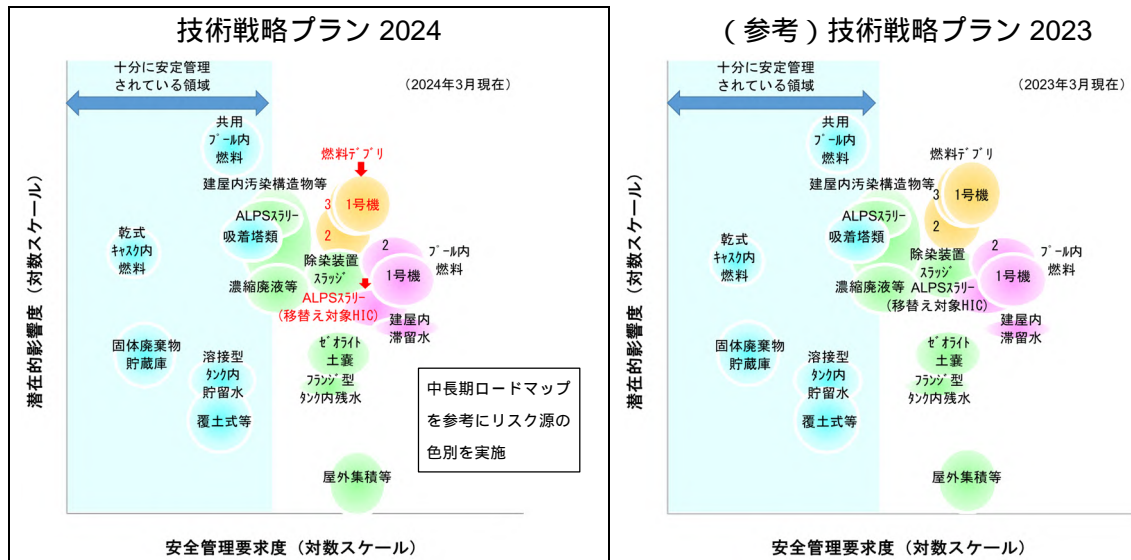 技術戦略プラン 2024
十分に安定管理
されている領域
(2024年3月現在)
共用
プール内
燃料
燃料デブリ
建屋内汚染構造物等
3
1号機
ALPSスラリー
吸着塔類
2
乾式
キャスク内
燃料
2
プール内
燃料
除染装置
スラッジ
1号機
濃縮廃液等
ALPSスラリー
(移替え対象HIC)
建屋内
滞留水
固体廃棄物
貯蔵庫
溶接型
タンク内
貯留水
ゼオライト
土嚢
フランジ型
タンク内残水
覆土式等
中長期ロードマップ
を参考にリスク源の
色別を実施
屋外集積等
潜在的影響度(対数スケール)
安全管理要求度(対数スケール)
(参考)技術戦略プラン 2023
十分に安定管理
されている領域
(2023年3月現在)
共用
プール内
燃料
燃料デブリ
建屋内汚染構造物等
3
1号機
ALPSスラリー
吸着塔類
2
乾式
キャスク内
燃料
2
プール内
燃料
除染装置
スラッジ
1号機
濃縮廃液等
ALPSスラリー
(移替え対象HIC)
建屋内
滞留水
固体廃棄物
貯蔵庫
溶接型
タンク内
貯留水
ゼオライト
土嚢
フランジ型
タンク内残水
覆土式等
屋外集積等
潜在的影響度(対数スケール)
安全管理要求度(対数スケール)